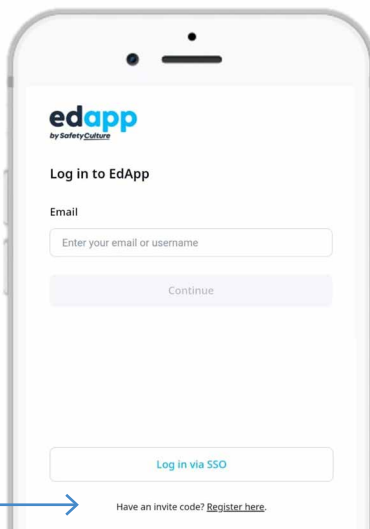 edapp
by SafetyCulture
Log in to EdApp
Email
Enter your email or username
Continue
Log in via SSO
Have an invite code? Register here.